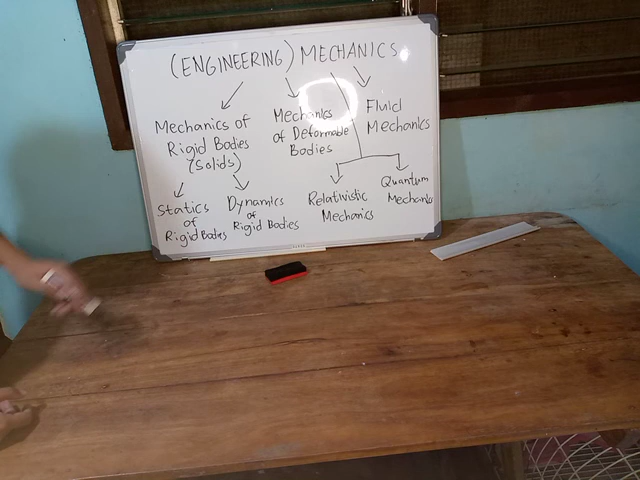 (ENGINEERING) MECHANICS
Mechanics of
Rigid Bodies
(Solids)
Mechanics
of Deformable
Bodies
Fluid
Mechanics
Statics
of
Rigid Bodies
Dynamics
of
Rigid Bodies
Relativistic
Mechanics
Quantum
Mechanics